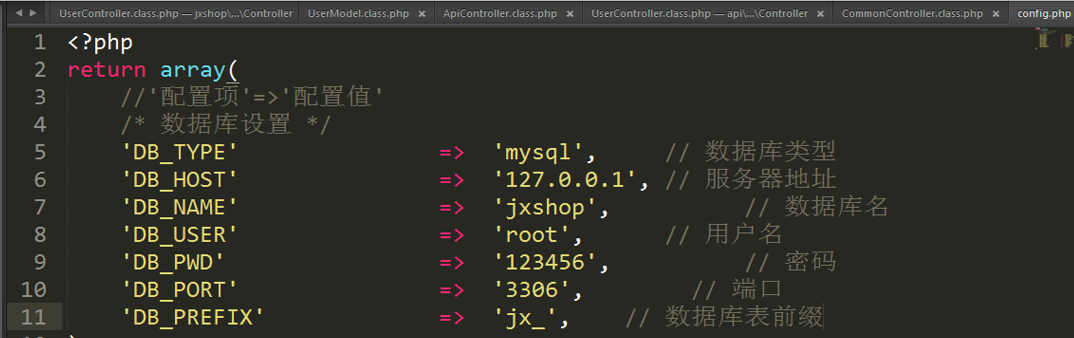 UserController.class.php — jxshop\...\Controller UserModel.class.php × ApiController.class.php × UserController.class.php — api\...\Controller × CommonController.class.php × config.php
1 <?php
2 return array(
3 //'配置项'=>'配置值'
4 /* 数据库设置 */
5 'DB_TYPE' => 'mysql', // 数据库类型
6 'DB_HOST' => '127.0.0.1', // 服务器地址
7 'DB_NAME' => 'jxshop', // 数据库名
8 'DB_USER' => 'root', // 用户名
9 'DB_PWD' => '123456', // 密码
10 'DB_PORT' => '3306', // 端口
11 'DB_PREFIX' => 'jx_', // 数据库表前缀